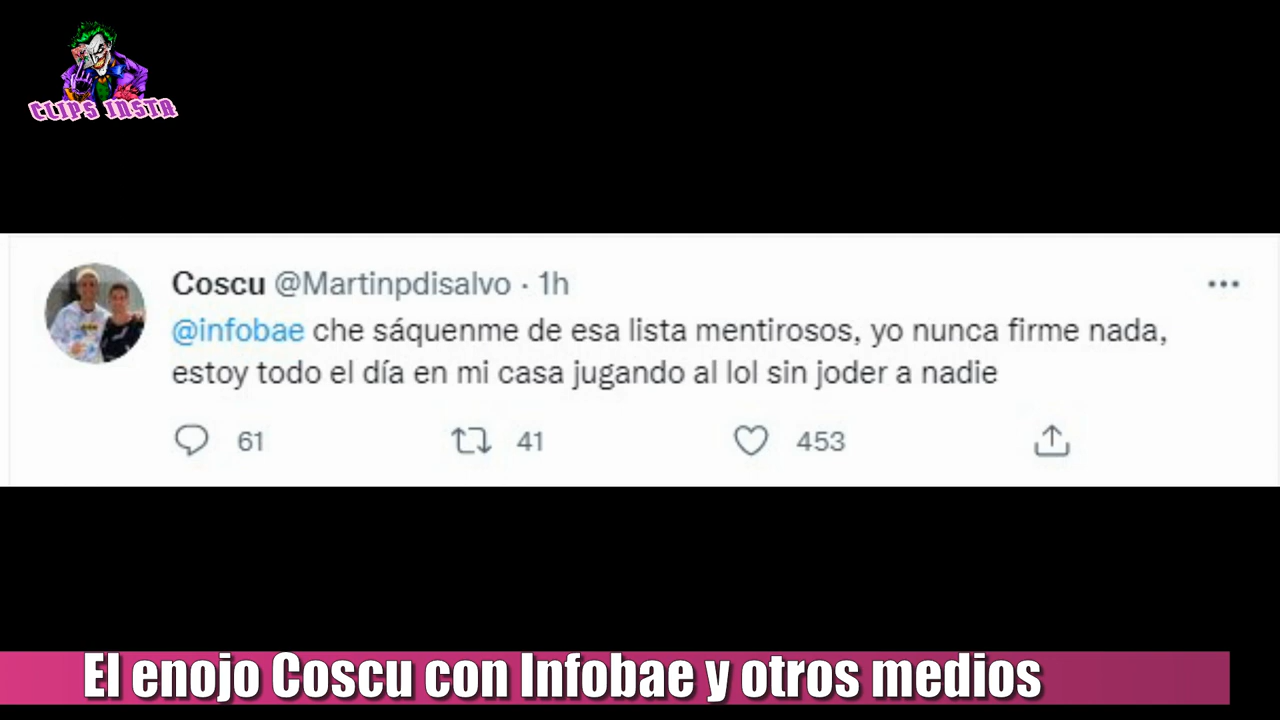 CLIPS INSTA
Coscu @Martinpdisalvo · 1h
@infobae che sáquenme de esa lista mentirosos, yo nunca firme nada,
estoy todo el día en mi casa jugando al lol sin joder a nadie
61 41 453
El enojo Coscu con Infobae y otros medios